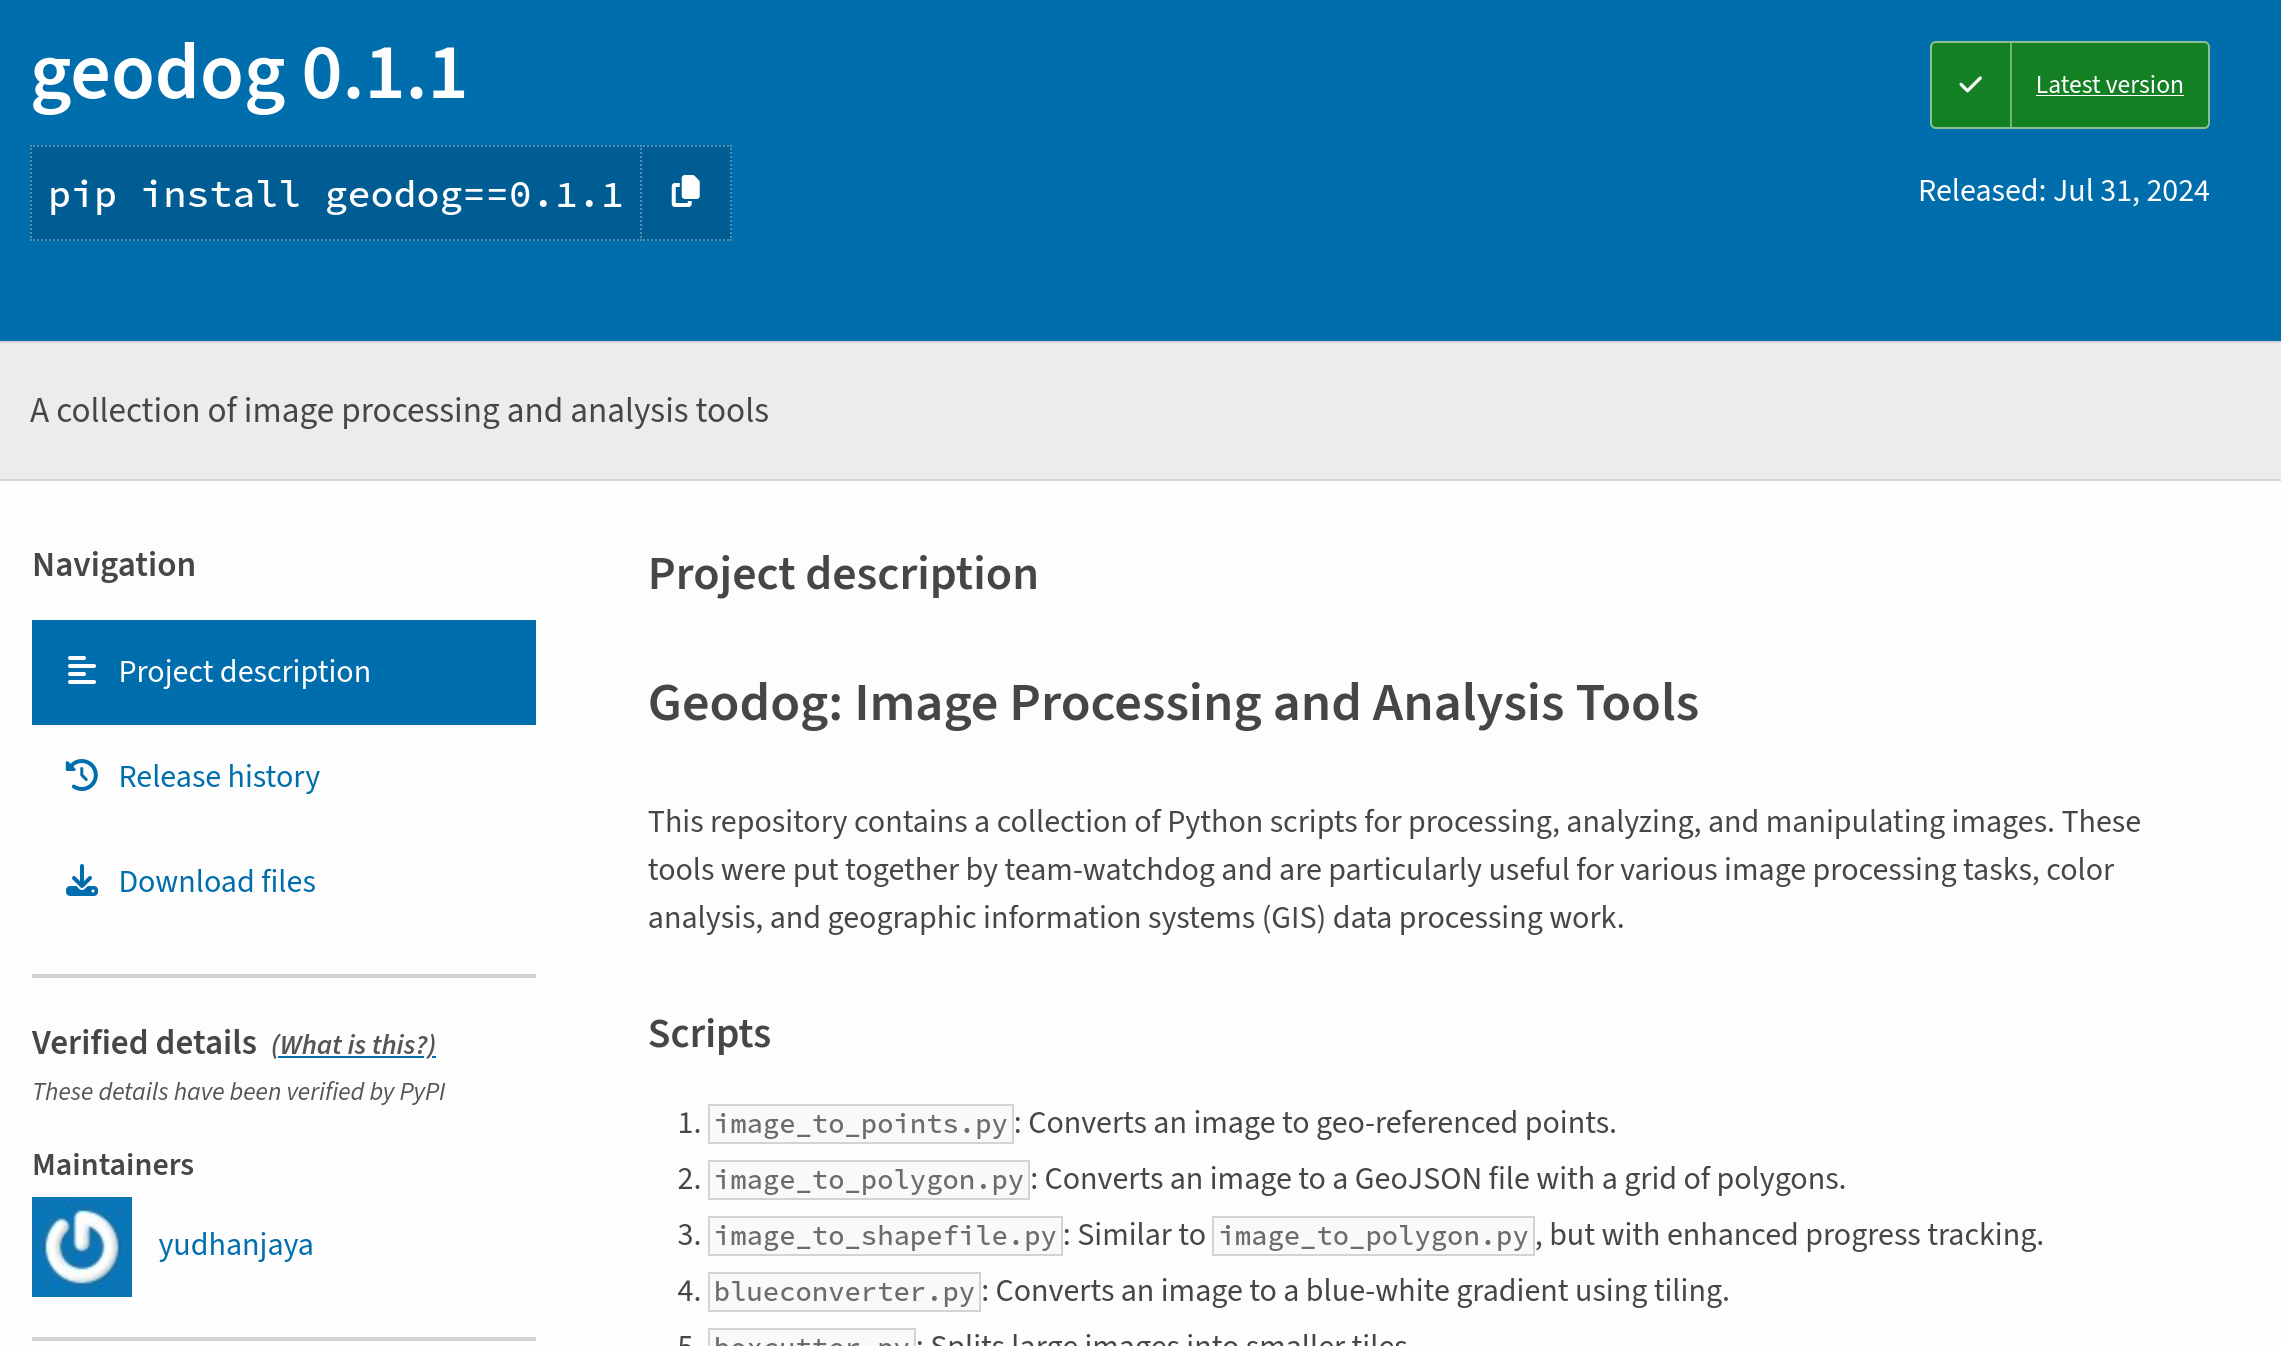 geodog 0.1.1
Latest version
pip install geodog==0.1.1
Released: Jul 31, 2024
A collection of image processing and analysis tools
Navigation
Project description
Release history
Download files
Verified details (What is this?)
These details have been verified by PyPI
Maintainers
yudhanjaya
Project description
Geodog: Image Processing and Analysis Tools
This repository contains a collection of Python scripts for processing, analyzing, and manipulating images. These
tools were put together by team-watchdog and are particularly useful for various image processing tasks, color
analysis, and geographic information systems (GIS) data processing work.
Scripts
1. image_to_points.py: Converts an image to geo-referenced points.
2. image_to_polygon.py: Converts an image to a GeoJSON file with a grid of polygons.
3. image_to_shapefile.py: Similar to image_to_polygon.py, but with enhanced progress tracking.
4. blueconverter.py: Converts an image to a blue-white gradient using tiling.
5. boxcutter.py: Splits large images into smaller tiles.